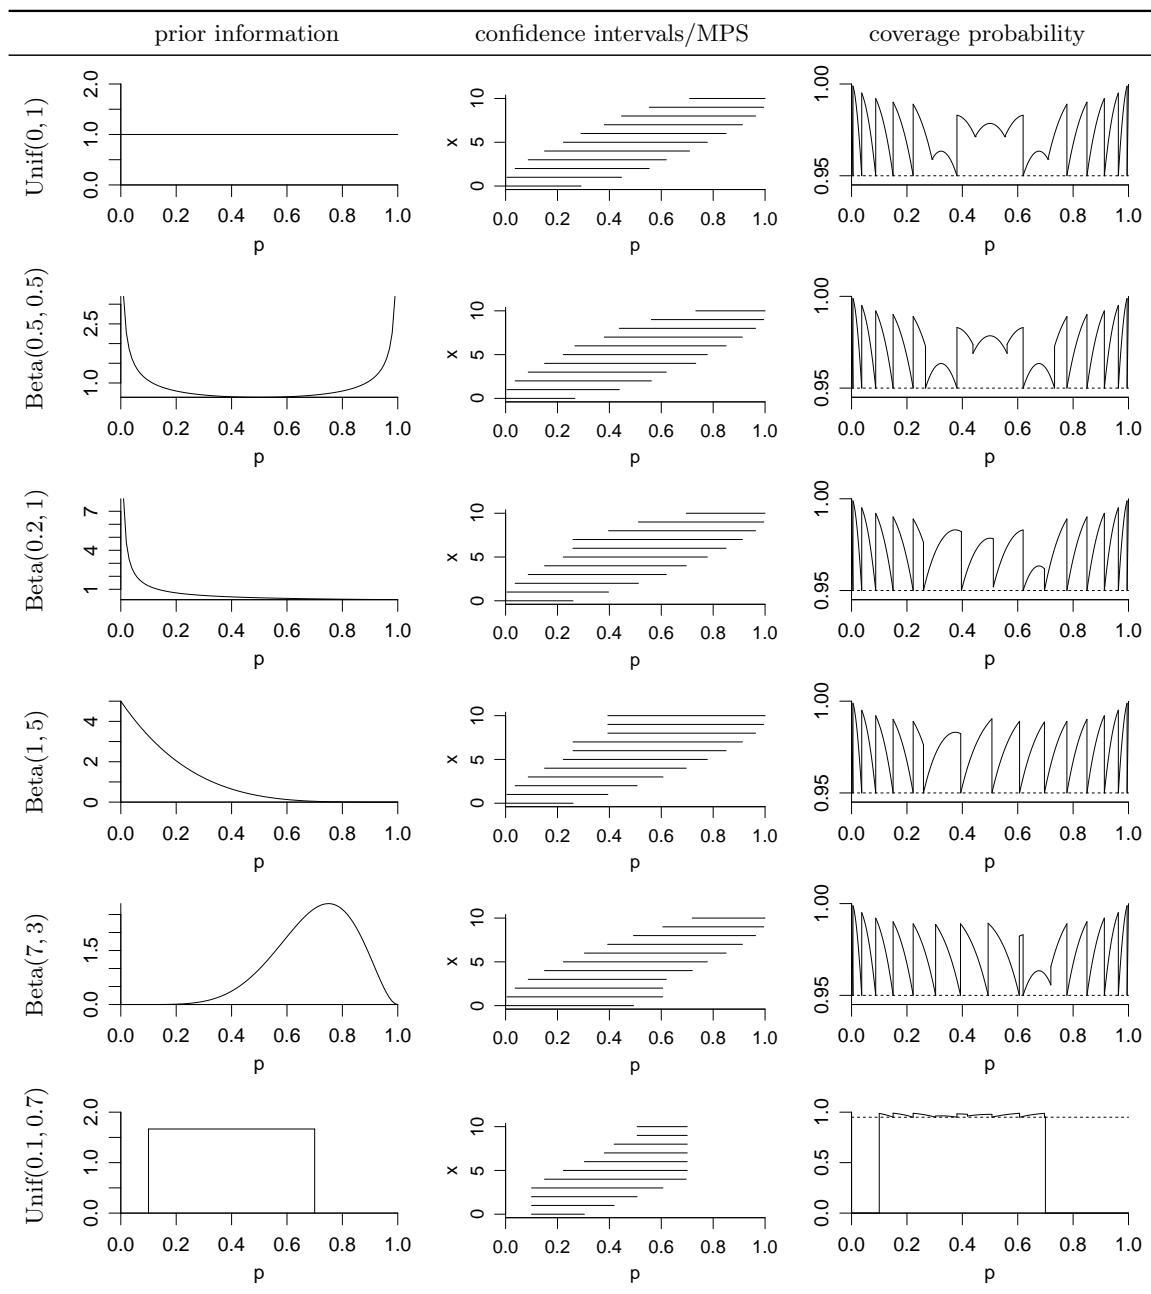 prior information confidence intervals/MPS coverage probability
Unif(0, 1)
0.0 1.0 2.0
0.0 0.2 0.4 0.6 0.8 1.0
p
x
0 5 10
0.0 0.2 0.4 0.6 0.8 1.0
p
0.95 1.00
0.0 0.2 0.4 0.6 0.8 1.0
p
Beta(0.5, 0.5)
1.0 2.5
0.0 0.2 0.4 0.6 0.8 1.0
p
x
0 5 10
0.0 0.2 0.4 0.6 0.8 1.0
p
0.95 1.00
0.0 0.2 0.4 0.6 0.8 1.0
p
Beta(0.2, 1)
1 4 7
0.0 0.2 0.4 0.6 0.8 1.0
p
x
0 5 10
0.0 0.2 0.4 0.6 0.8 1.0
p
0.95 1.00
0.0 0.2 0.4 0.6 0.8 1.0
p
Beta(1, 5)
0 2 4
0.0 0.2 0.4 0.6 0.8 1.0
p
x
0 5 10
0.0 0.2 0.4 0.6 0.8 1.0
p
0.95 1.00
0.0 0.2 0.4 0.6 0.8 1.0
p
Beta(7, 3)
0.0 1.5
0.0 0.2 0.4 0.6 0.8 1.0
p
x
0 5 10
0.0 0.2 0.4 0.6 0.8 1.0
p
0.95 1.00
0.0 0.2 0.4 0.6 0.8 1.0
p
Unif(0.1, 0.7)
0.0 1.0 2.0
0.0 0.2 0.4 0.6 0.8 1.0
p
x
0 5 10
0.0 0.2 0.4 0.6 0.8 1.0
p
0.0 0.5 1.0
0.0 0.2 0.4 0.6 0.8 1.0
p